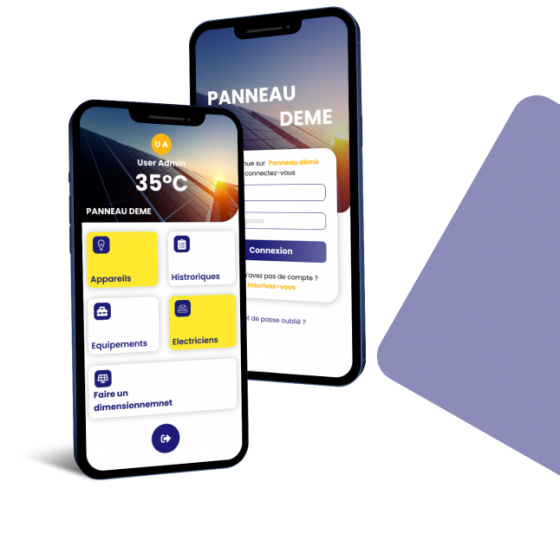 PANNEAU
DEME
nue sur Panneau démé
connectez-vous
passe
Connexion
'avez pas de compte ?
Inscrivez-vous
t de passe oublié ?
U A
User Admin
35°C
PANNEAU DEME
Appareils
Histroriques
Equipements
Electriciens
Faire un
dimensionnemnet